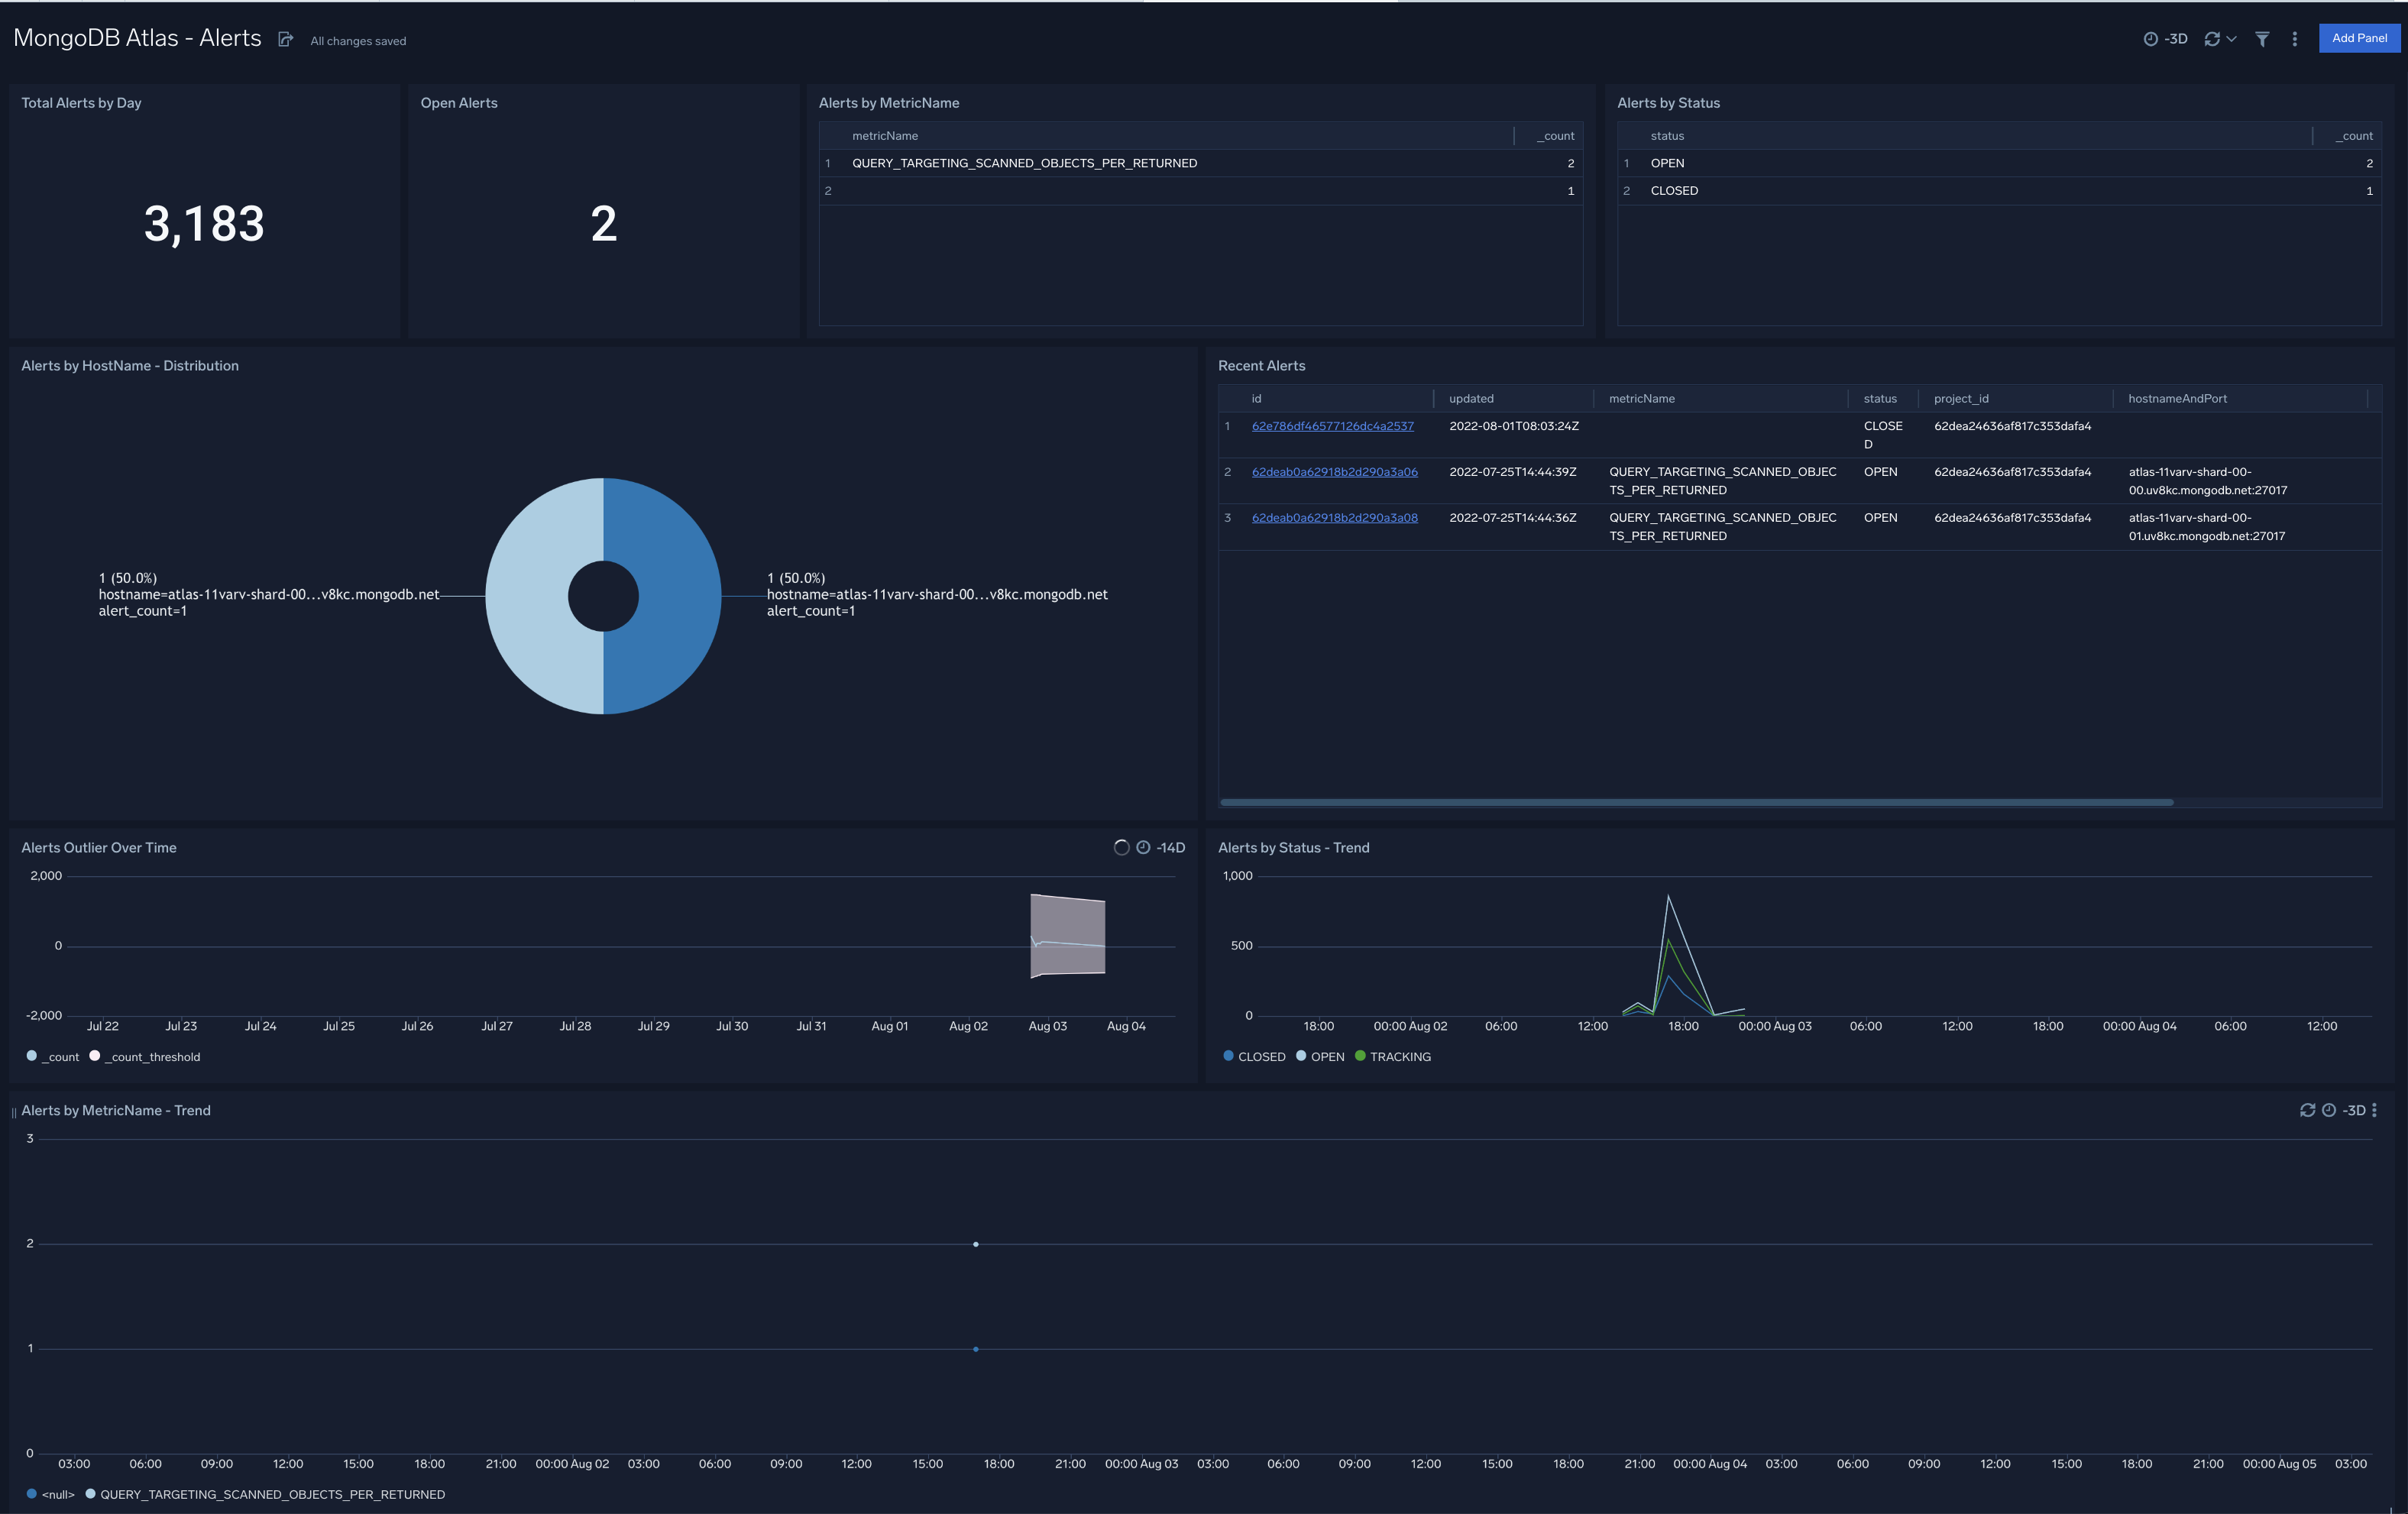 MongoDB Atlas - Alerts
All changes saved
-3D
Add Panel
Total Alerts by Day
3,183
Open Alerts
2
Alerts by MetricName
metricName _count
1 QUERY_TARGETING_SCANNED_OBJECTS_PER_RETURNED 2
2 1
Alerts by Status
status _count
1 OPEN 2
2 CLOSED 1
Alerts by HostName - Distribution
1 (50.0%)
hostname=atlas-11varv-shard-00...v8kc.mongodb.net
alert_count=1
1 (50.0%)
hostname=atlas-11varv-shard-00...v8kc.mongodb.net
alert_count=1
Recent Alerts
id updated metricName status project_id hostnameAndPort
1 62e786df46577126dc4a2537 2022-08-01T08:03:24Z CLOSE 62dea24636af817c353dafa4
D
2 62deab0a62918b2d290a3a06 2022-07-25T14:44:39Z QUERY_TARGETING_SCANNED_OBJEC OPEN 62dea24636af817c353dafa4 atlas-11varv-shard-00-
TS_PER_RETURNED 00.uv8kc.mongodb.net:27017
3 62deab0a62918b2d290a3a08 2022-07-25T14:44:36Z QUERY_TARGETING_SCANNED_OBJEC OPEN 62dea24636af817c353dafa4 atlas-11varv-shard-00-
TS_PER_RETURNED 01.uv8kc.mongodb.net:27017
Alerts Outlier Over Time
-14D
2,000
0
-2,000
Jul 22 Jul 23 Jul 24 Jul 25 Jul 26 Jul 27 Jul 28 Jul 29 Jul 30 Jul 31 Aug 01 Aug 02 Aug 03 Aug 04
_count _count_threshold
Alerts by Status - Trend
1,000
500
0
18:00 00:00 Aug 02 06:00 12:00 18:00 00:00 Aug 03 06:00 12:00 18:00 00:00 Aug 04 06:00 12:00
CLOSED OPEN TRACKING
Alerts by MetricName - Trend
-3D
3
2
1
0
03:00 06:00 09:00 12:00 15:00 18:00 21:00 00:00 Aug 02 03:00 06:00 09:00 12:00 15:00 18:00 21:00 00:00 Aug 03 03:00 06:00 09:00 12:00 15:00 18:00 21:00 00:00 Aug 04 03:00 06:00 09:00 12:00 15:00 18:00 21:00 00:00 Aug 05 03:00
<null> QUERY_TARGETING_SCANNED_OBJECTS_PER_RETURNED